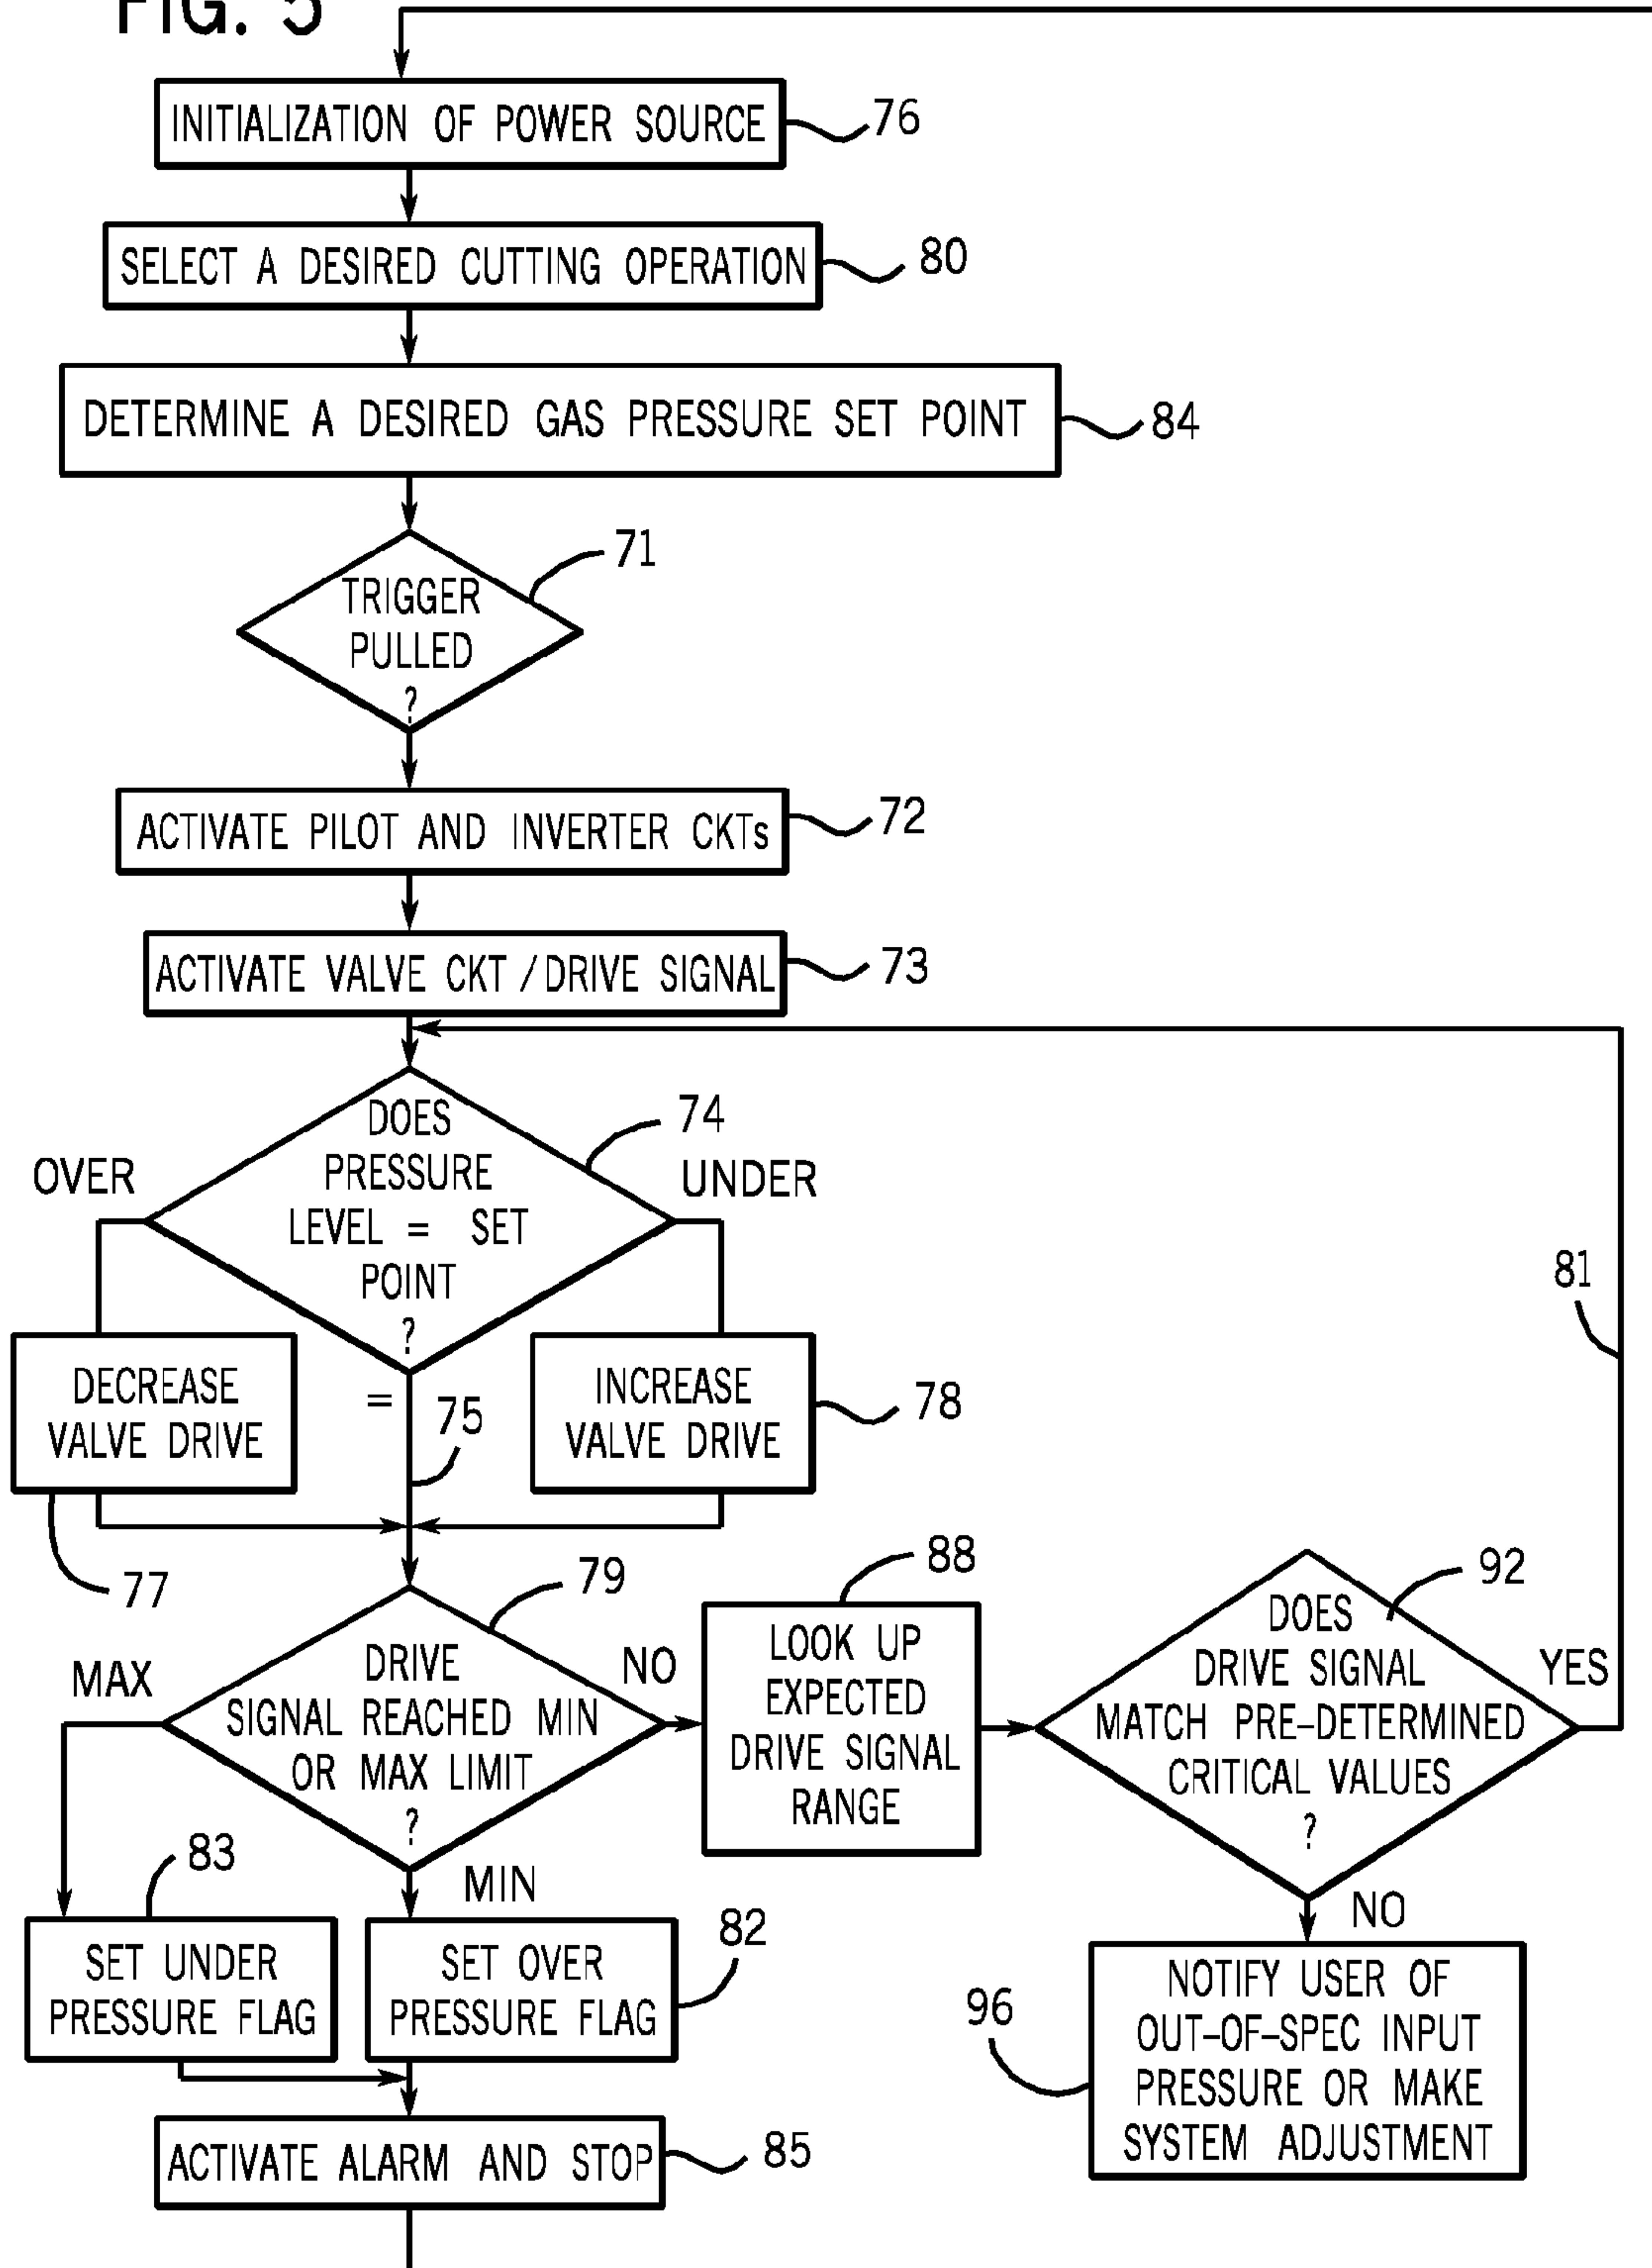 FIG. 5
INITIALIZATION OF POWER SOURCE
76
SELECT A DESIRED CUTTING OPERATION
80
DETERMINE A DESIRED GAS PRESSURE SET POINT
84
71
TRIGGER
PULLED
?
ACTIVATE PILOT AND INVERTER CKTs
72
ACTIVATE VALVE CKT / DRIVE SIGNAL
73
74
OVER
DOES
PRESSURE
LEVEL = SET
POINT
?
UNDER
81
DECREASE
VALVE DRIVE
77
=
75
INCREASE
VALVE DRIVE
78
79
MAX
DRIVE
SIGNAL REACHED MIN
OR MAX LIMIT
?
NO
MIN
88
LOOK UP
EXPECTED
DRIVE SIGNAL
RANGE
92
DOES
DRIVE SIGNAL
MATCH PRE-DETERMINED
CRITICAL VALUES
?
YES
NO
83
SET UNDER
PRESSURE FLAG
82
SET OVER
PRESSURE FLAG
96
NOTIFY USER OF
OUT-OF-SPEC INPUT
PRESSURE OR MAKE
SYSTEM ADJUSTMENT
ACTIVATE ALARM AND STOP
85